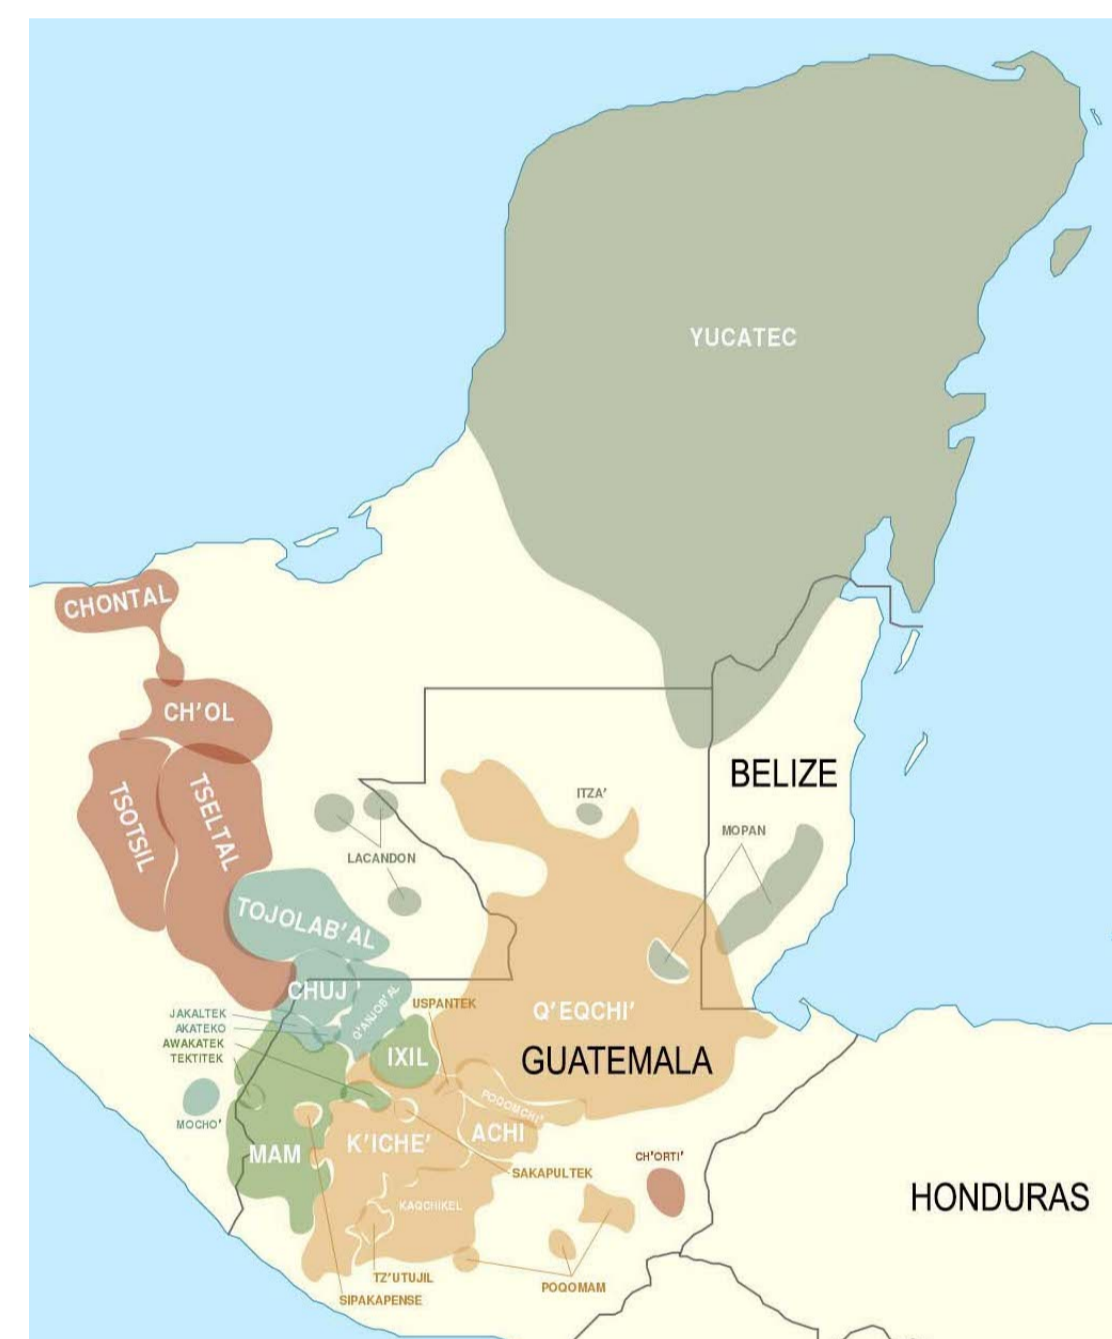 YUCATEC
CHONTAL
CH'OL
TSOTSIL
TSELTAL
BELIZE
ITZA'
MOPAN
LACANDON
TOJOLAB'AL
CHUJ
Q'ANJOB'AL
USPANTEK
Q'EQCHI'
JAKALTEK
AKATEKO
AWAKATEK
TEKTITEK
IXIL
GUATEMALA
MOCHO'
POQOMCHI'
ACHI
K'ICHE'
MAM
CH'ORTI'
SAKAPULTEK
HONDURAS
KAQCHIKEL
TZ'UTUJIL
POQOMAM
SIPAKAPENSE